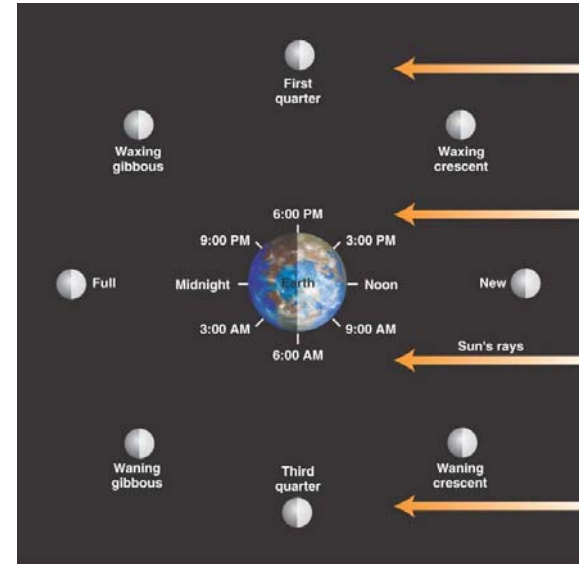 First
quarter
Waxing
gibbous
Waxing
crescent
6:00 PM
9:00 PM
3:00 PM
Full
Midnight
Earth
Noon
New
3:00 AM
9:00 AM
6:00 AM
Sun's rays
Waning
gibbous
Third
quarter
Waning
crescent